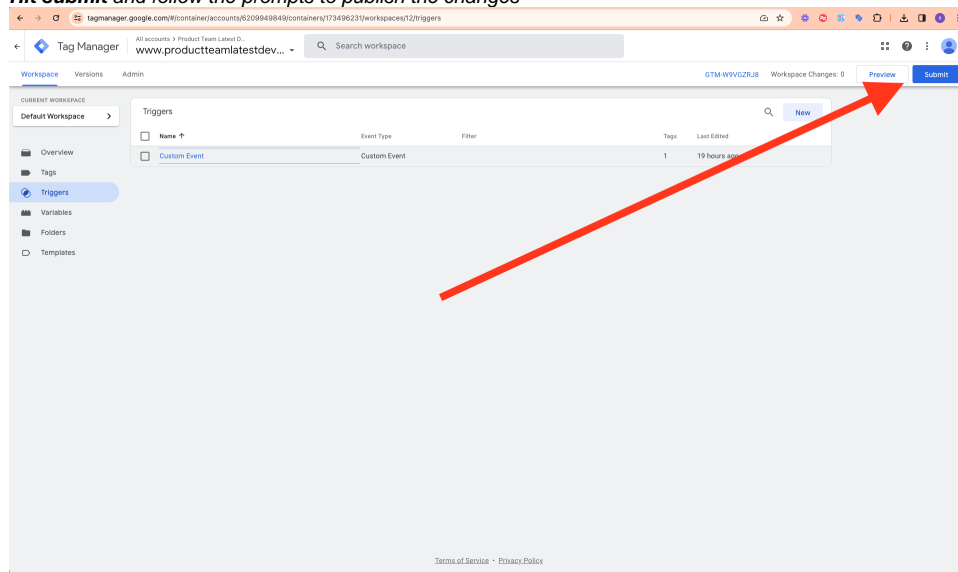 Hit Submit and follow the prompts to publish the changes
tagmanager.google.com/#/container/accounts/6209949849/containers/173496231/workspaces/12/triggers
Tag Manager
All accounts > Product Team Latest D...
www.productteamlatestdev...
Search workspace
Workspace Versions Admin
GTM-W9VGZRJ8 Workspace Changes: 0 Preview Submit
CURRENT WORKSPACE
Default Workspace
Triggers
New
Name Event Type Filter Tags Last Edited
Custom Event Custom Event 1 19 hours ago
Overview
Tags
Triggers
Variables
Folders
Templates
Terms of Service · Privacy Policy